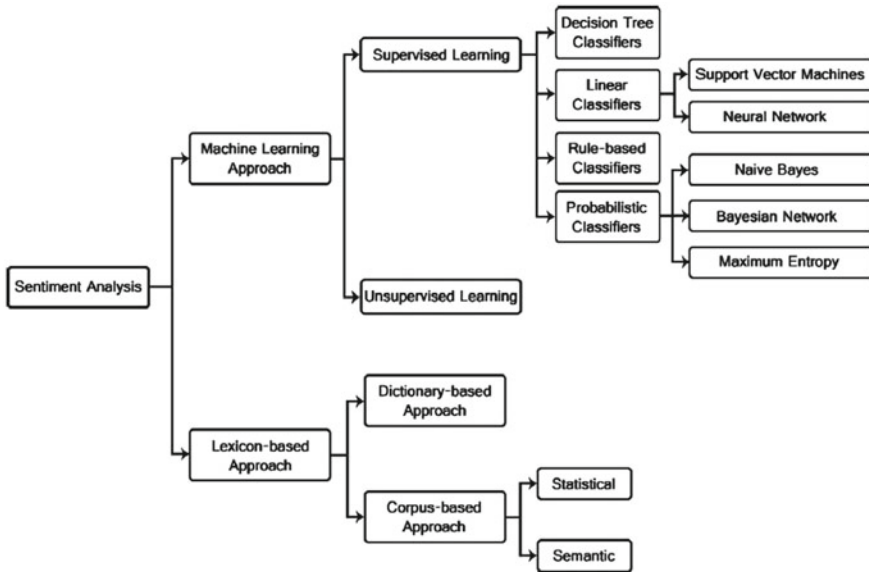 Sentiment Analysis
Machine Learning
Approach
Lexicon-based
Approach
Supervised Learning
Unsupervised Learning
Dictionary-based
Approach
Corpus-based
Approach
Decision Tree
Classifiers
Linear
Classifiers
Rule-based
Classifiers
Probabilistic
Classifiers
Statistical
Semantic
Support Vector Machines
Neural Network
Naive Bayes
Bayesian Network
Maximum Entropy